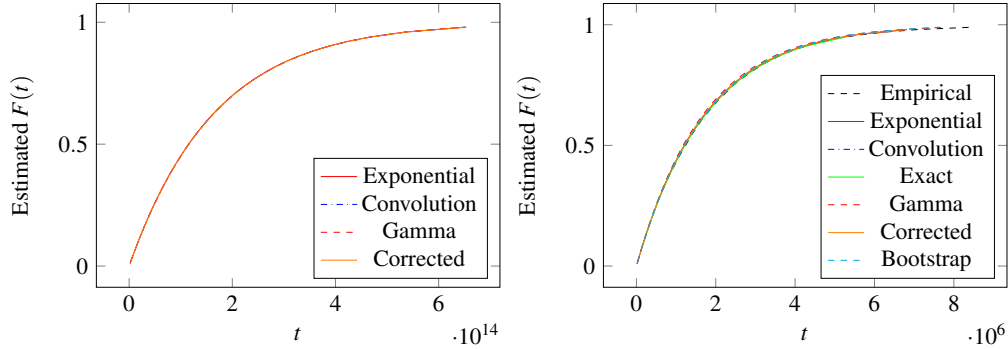 Estimated F(t)
1
0.5
0
0 2 4 6
t
·10^14
Exponential
Convolution
Gamma
Corrected
Estimated F(t)
1
0.5
0
0 2 4 6 8
t
·10^6
Empirical
Exponential
Convolution
Exact
Gamma
Corrected
Bootstrap